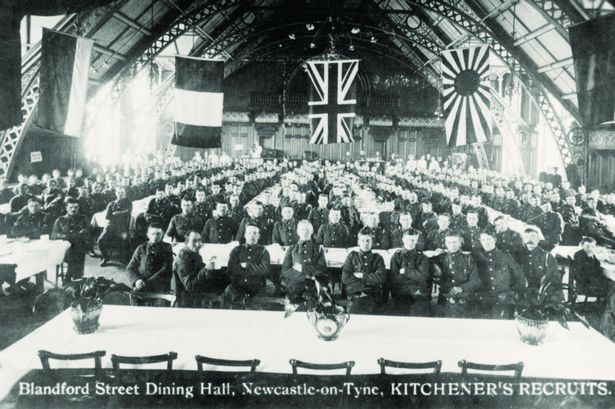 Blandford Street Dining Hall, Newcastle-on-Tyne, KITCHENER'S RECRUITS.